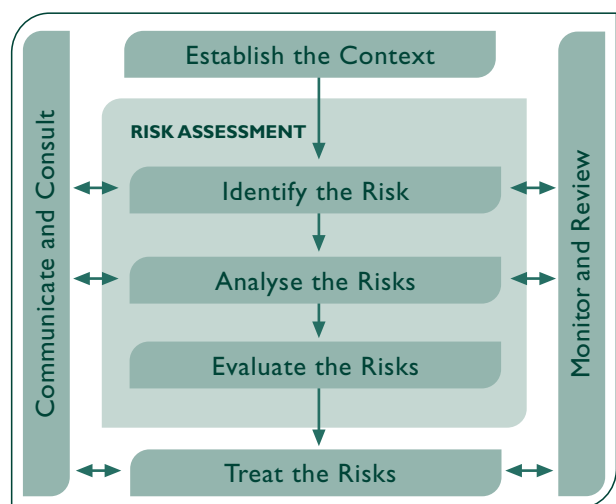 Establish the Context
RISK ASSESSMENT
Communicate and Consult
Identify the Risk
Analyse the Risks
Evaluate the Risks
Treat the Risks
Monitor and Review